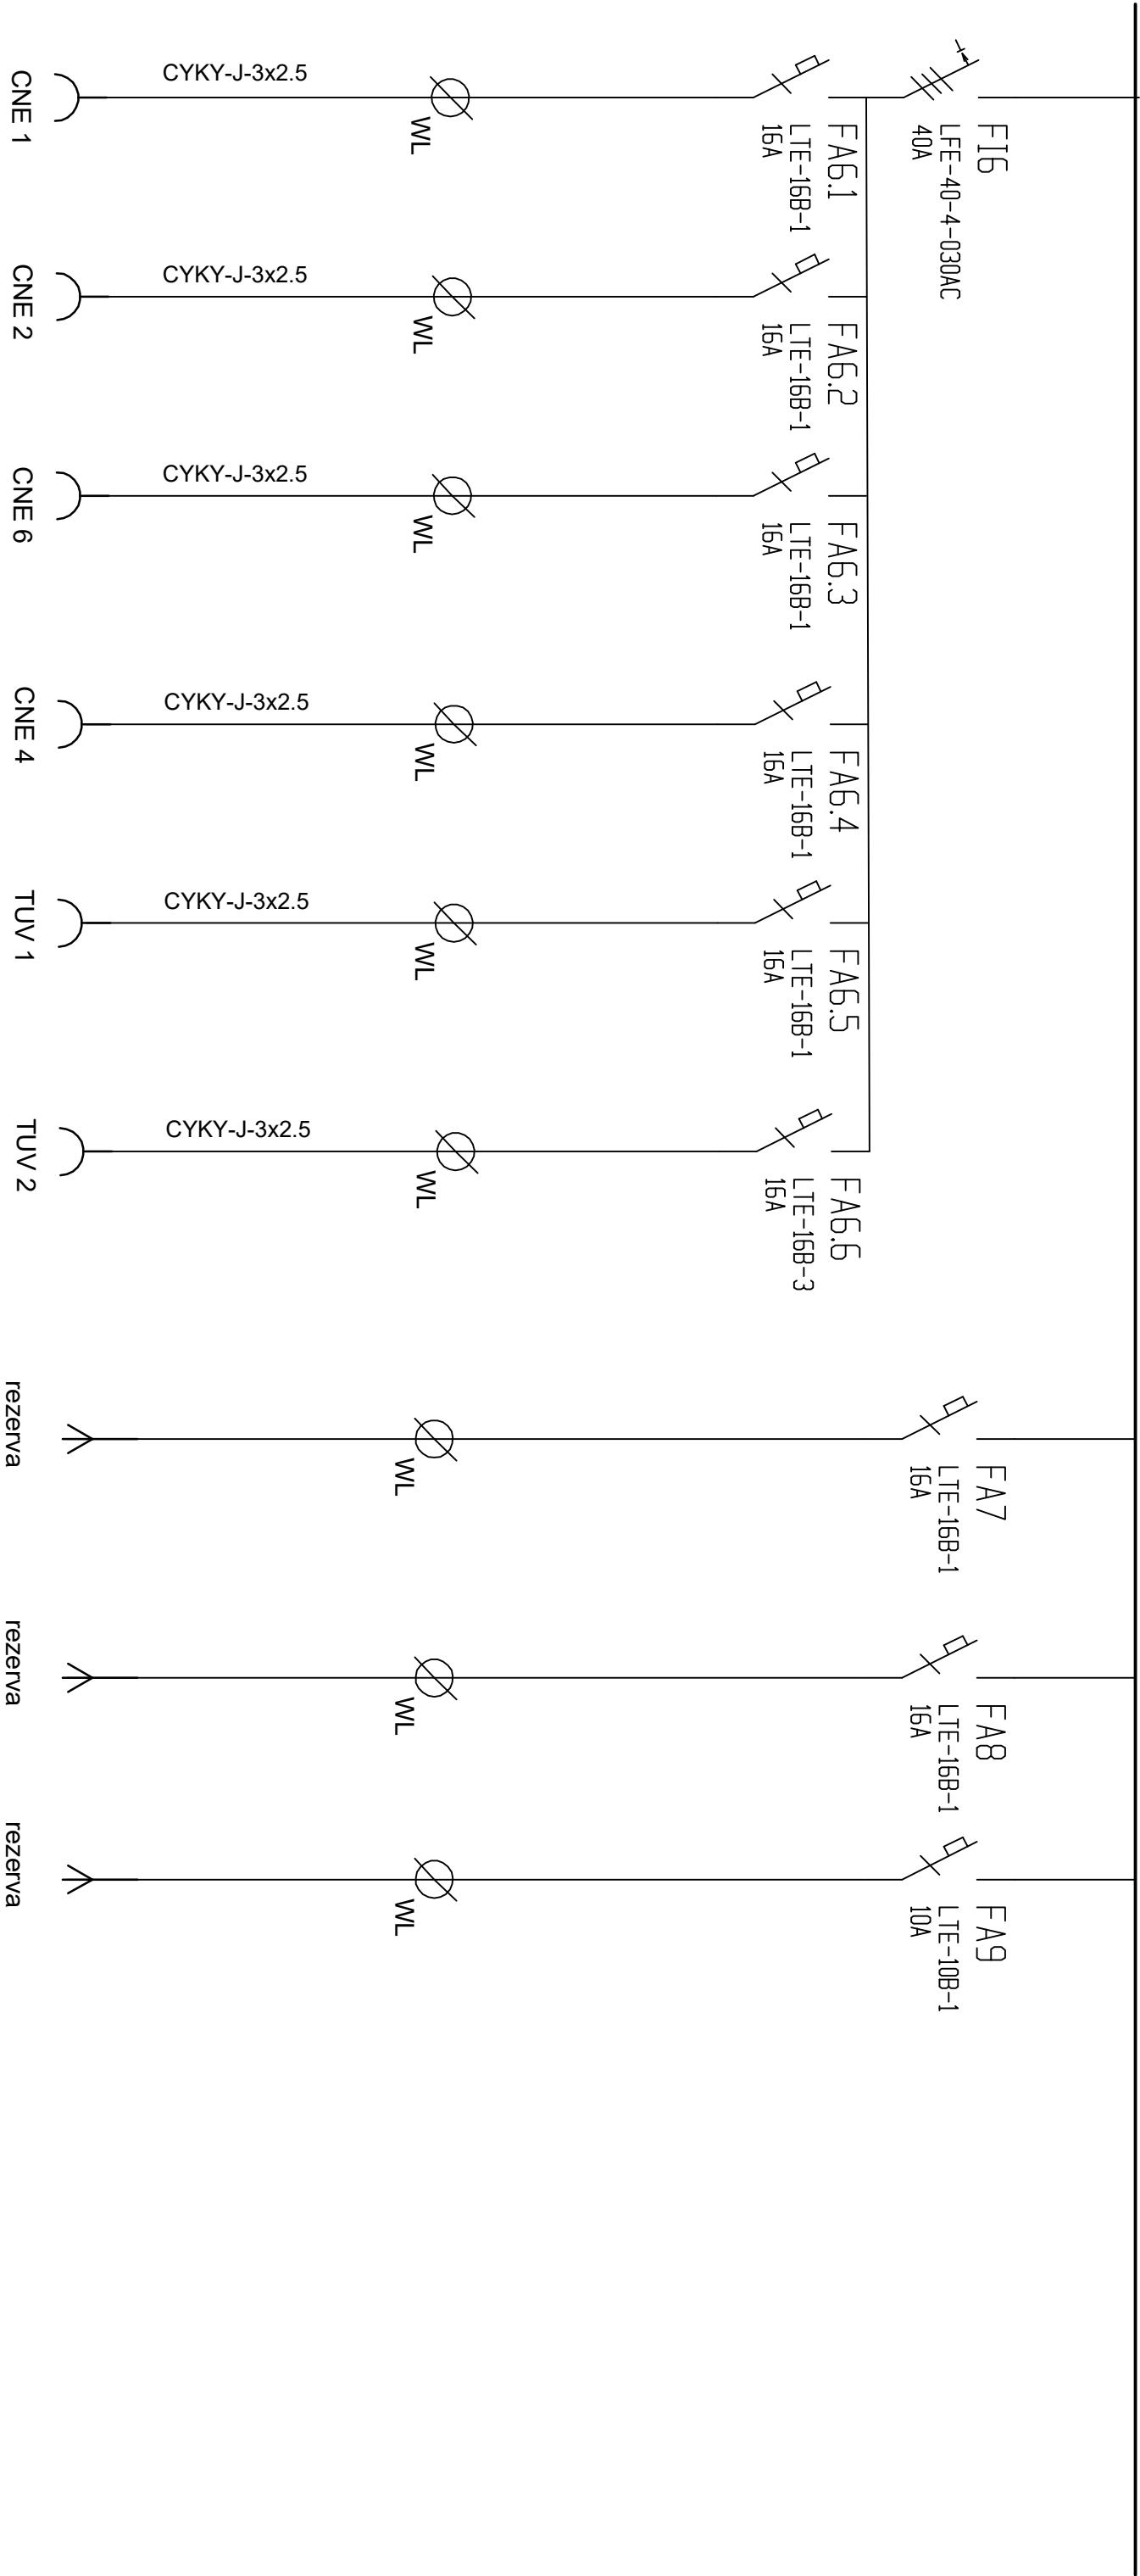 FI6
LFE-40-4-030AC
40A
FA6.1
LTE-16B-1
16A
WL
CYKY-J-3x2.5
CNE 1
FA6.2
LTE-16B-1
16A
WL
CYKY-J-3x2.5
CNE 2
FA6.3
LTE-16B-1
16A
WL
CYKY-J-3x2.5
CNE 6
FA6.4
LTE-16B-1
16A
WL
CYKY-J-3x2.5
CNE 4
FA6.5
LTE-16B-1
16A
WL
CYKY-J-3x2.5
TUV 1
FA6.6
LTE-16B-3
16A
WL
CYKY-J-3x2.5
TUV 2
FA7
LTE-16B-1
16A
WL
rezerva
FA8
LTE-16B-1
16A
WL
rezerva
FA9
LTE-10B-1
10A
WL
rezerva